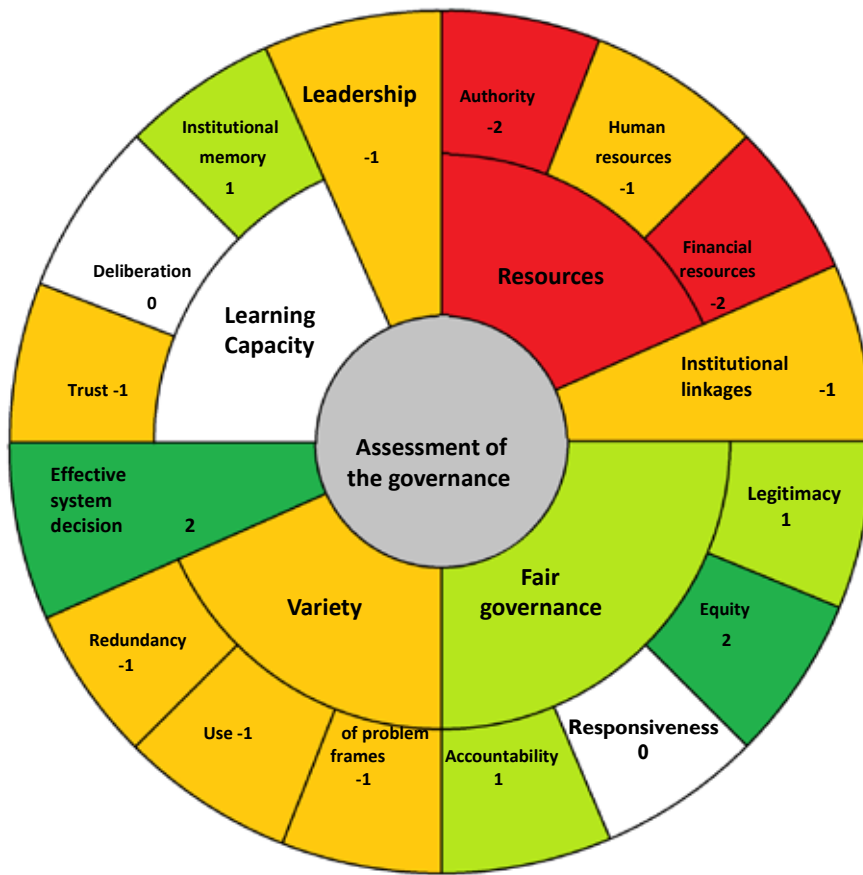 Leadership
-1
Authority
-2
Human
resources
-1
Financial
resources
-2
Resources
Institutional
linkages
-1
Legitimacy
1
Equity
2
Responsiveness
0
Accountability
1
Fair
governance
of problem
frames
-1
Use -1
Redundancy
-1
Variety
Effective
system
decision
2
Trust -1
Deliberation
0
Institutional
memory
1
Learning
Capacity
Assessment of
the governance